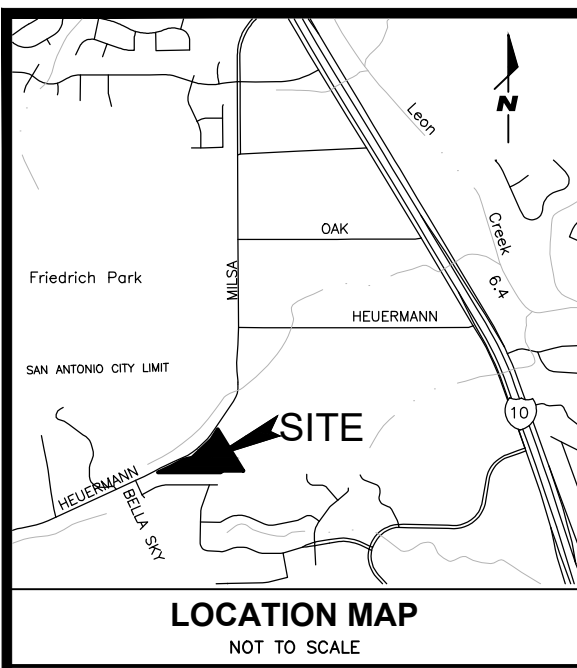 Leon
N
Creek
6.4
OAK
Friedrich Park
MILSA
HEUERMANN
SAN ANTONIO CITY LIMIT
10
SITE
HEUERMANN
BELLA SKY
LOCATION MAP
NOT TO SCALE